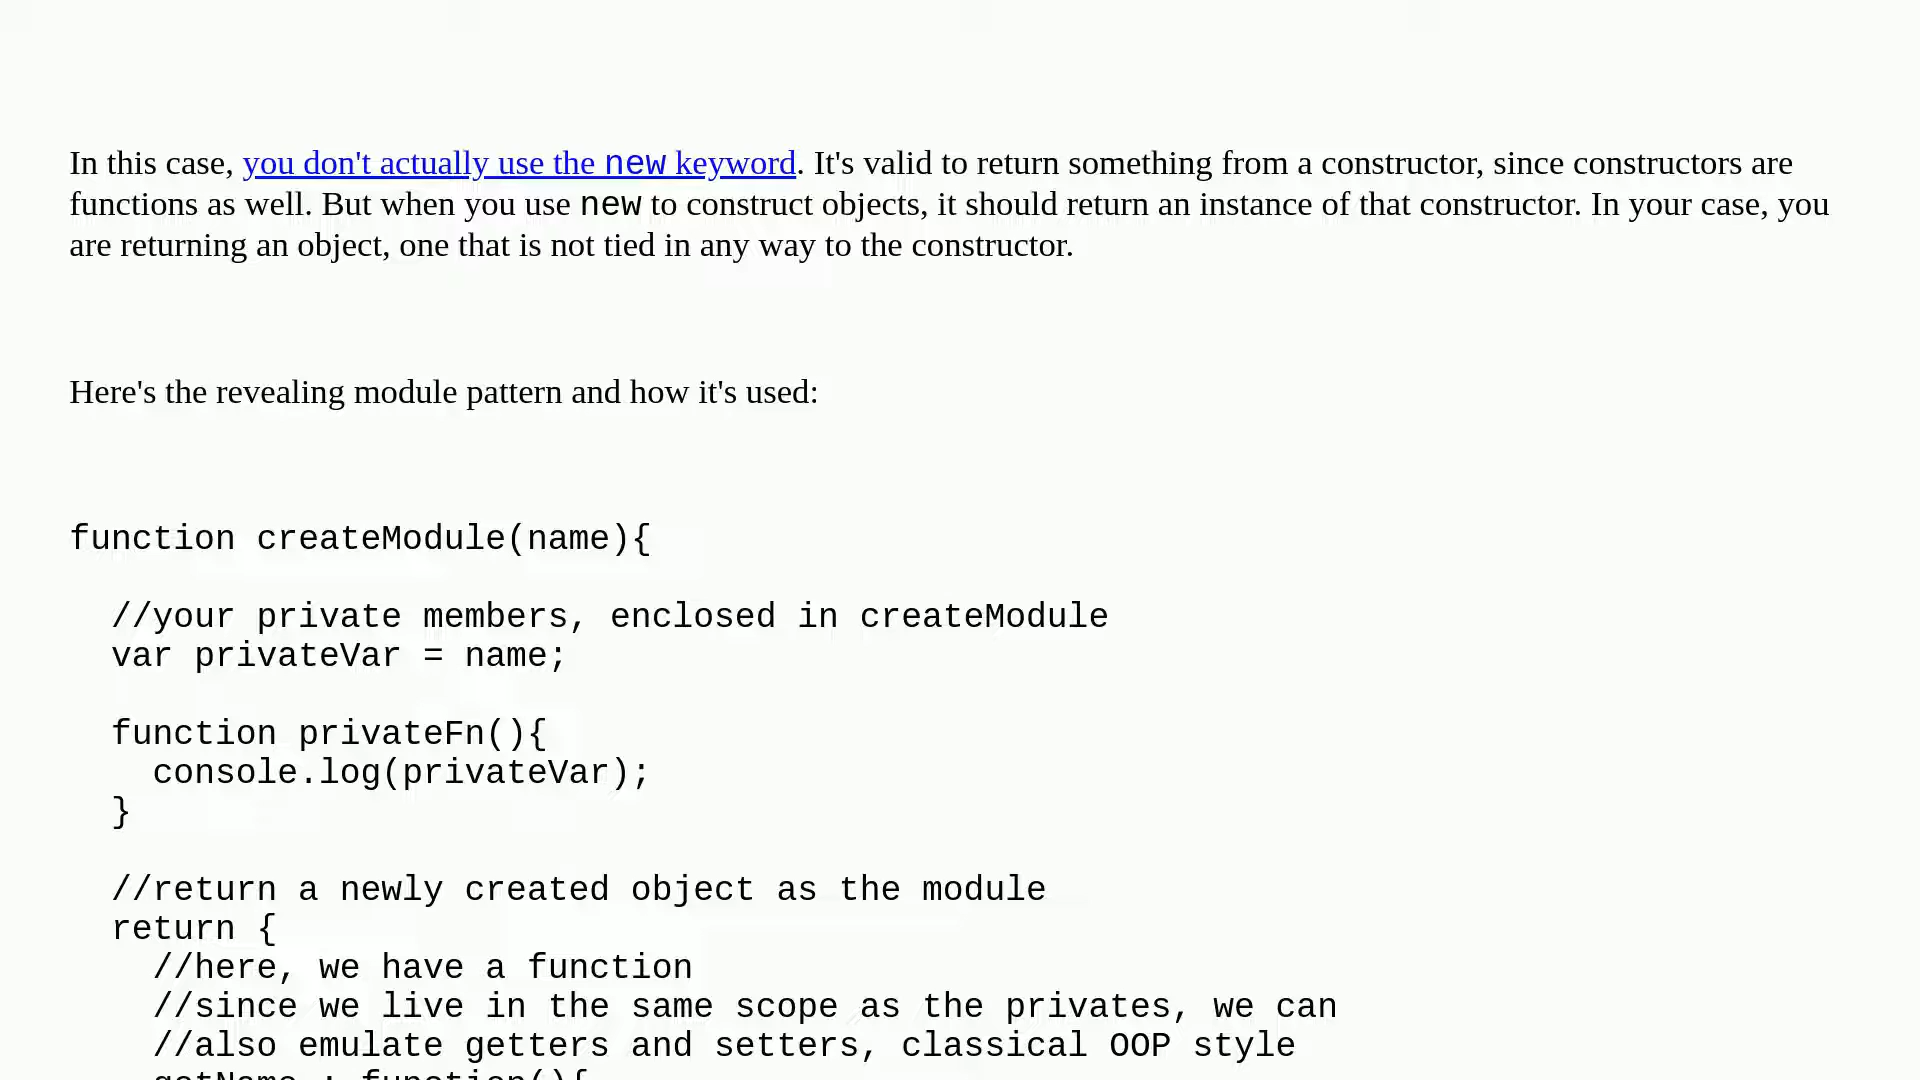 In this case, you don't actually use the new keyword. It's valid to return something from a constructor, since constructors are
functions as well. But when you use new to construct objects, it should return an instance of that constructor. In your case, you
are returning an object, one that is not tied in any way to the constructor.
Here's the revealing module pattern and how it's used:
function createModule(name){
  //your private members, enclosed in createModule
  var privateVar = name;
  function privateFn(){
    console.log(privateVar);
  }
  //return a newly created object as the module
  return {
    //here, we have a function
    //since we live in the same scope as the privates, we can
    //also emulate getters and setters, classical OOP style
    getName : function(){